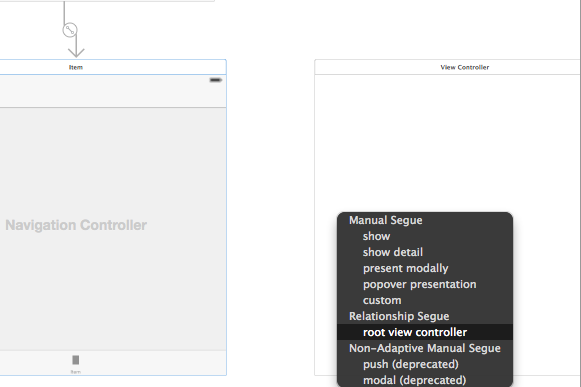 Item
View Controller
Navigation Controller
Manual Segue
show
show detail
present modally
popover presentation
custom
Relationship Segue
root view controller
Non-Adaptive Manual Segue
push (deprecated)
modal (deprecated)
Item